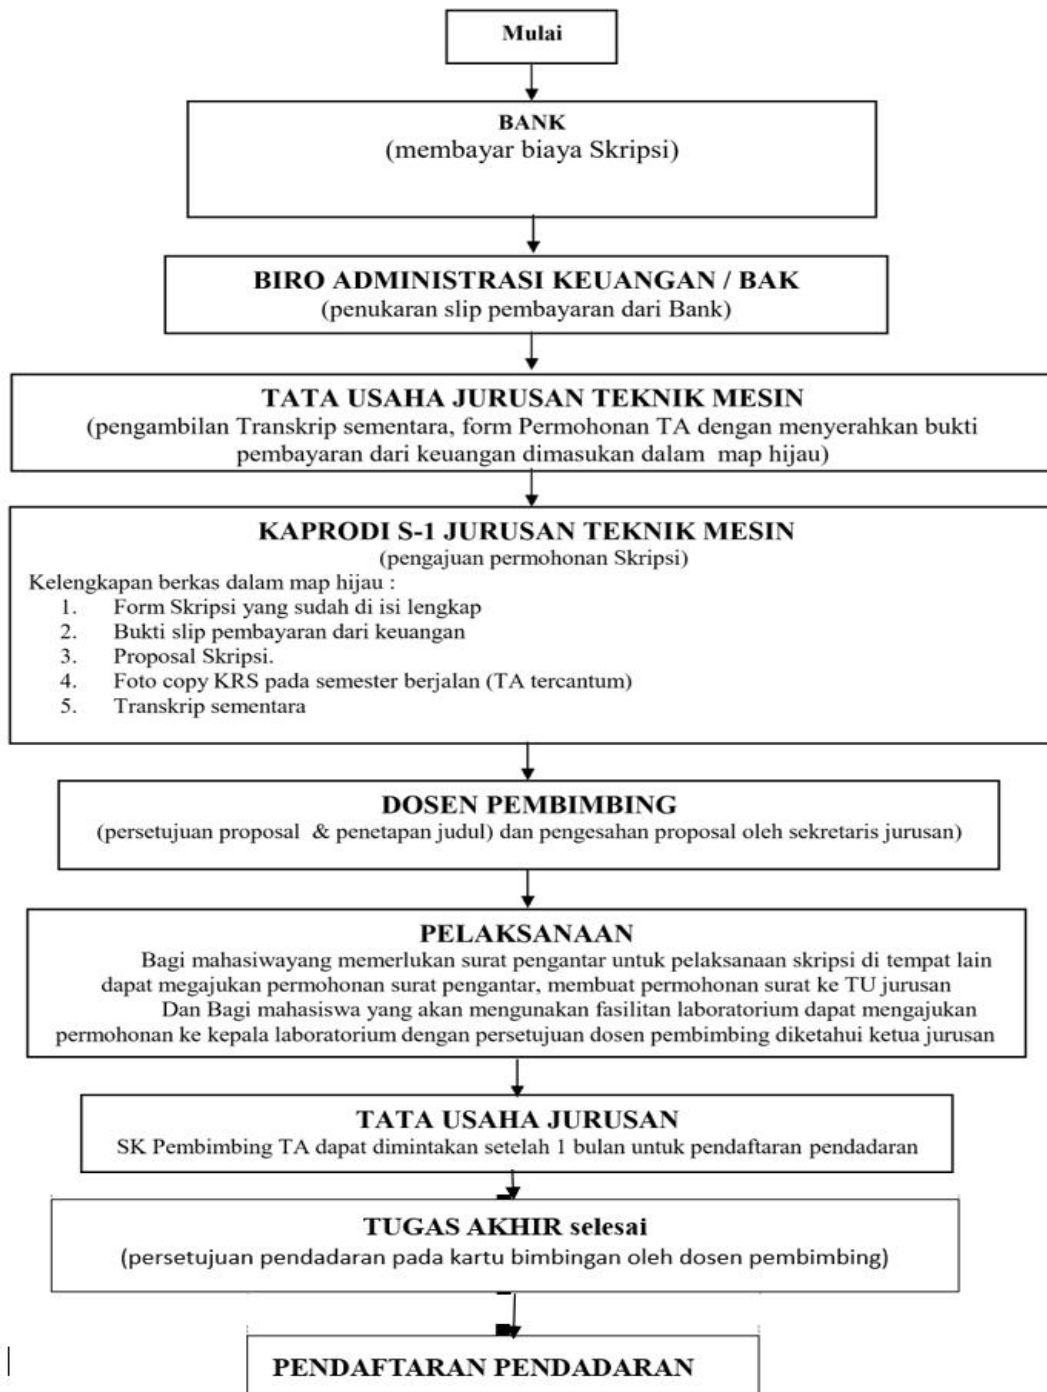 Mulai
BANK
(membayar biaya Skripsi)
BIRO ADMINISTRASI KEUANGAN / BAK
(penukaran slip pembayaran dari Bank)
TATA USAHA JURUSAN TEKNIK MESIN
(pengambilan Transkrip sementara, form Permohonan TA dengan menyerahkan bukti
pembayaran dari keuangan dimasukan dalam map hijau)
KAPRODI S-1 JURUSAN TEKNIK MESIN
(pengajuan permohonan Skripsi)
Kelengkapan berkas dalam map hijau :
1. Form Skripsi yang sudah di isi lengkap
2. Bukti slip pembayaran dari keuangan
3. Proposal Skripsi.
4. Foto copy KRS pada semester berjalan (TA tercantum)
5. Transkrip sementara
DOSEN PEMBIMBING
(persetujuan proposal & penetapan judul) dan pengesahan proposal oleh sekretaris jurusan)
PELAKSANAAN
Bagi mahasiwayang memerlukan surat pengantar untuk pelaksanaan skripsi di tempat lain
dapat megajukan permohonan surat pengantar, membuat permohonan surat ke TU jurusan
Dan Bagi mahasiswa yang akan mengunakan fasilitan laboratorium dapat mengajukan
permohonan ke kepala laboratorium dengan persetujuan dosen pembimbing diketahui ketua jurusan
TATA USAHA JURUSAN
SK Pembimbing TA dapat dimintakan setelah 1 bulan untuk pendaftaran pendadaran
TUGAS AKHIR selesai
(persetujuan pendadaran pada kartu bimbingan oleh dosen pembimbing)
PENDAFTARAN PENDADARAN